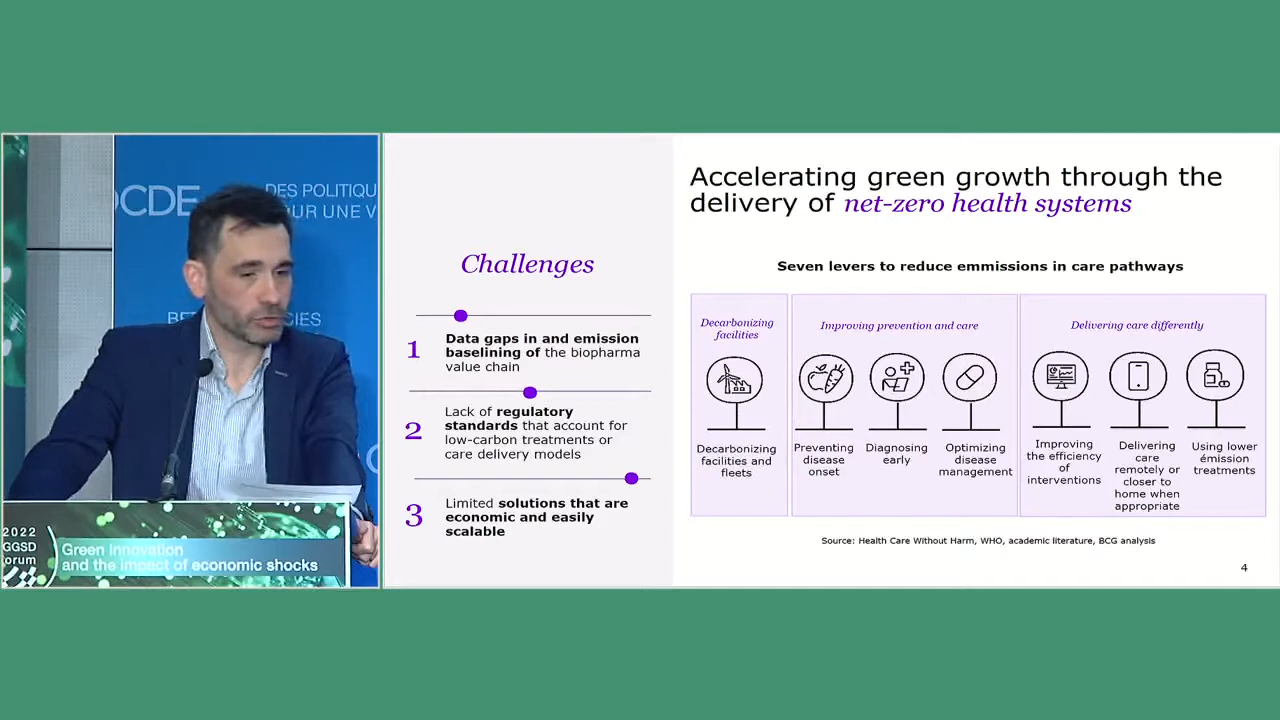 OCDE
DES POLITIQU
UR UNE V
2022
GGSD
orum
Green Innovation
and the impact of economic shocks
Challenges
1
Data gaps in and emission
baselining of the biopharma
value chain
2
Lack of regulatory
standards that account for
low-carbon treatments or
care delivery models
3
Limited solutions that are
economic and easily
scalable
Accelerating green growth through the
delivery of net-zero health systems
Seven levers to reduce emmissions in care pathways
Decarbonizing
facilities
Improving prevention and care
Delivering care differently
Decarbonizing
facilities and
fleets
Preventing
disease
onset
Diagnosing
early
Optimizing
disease
management
Improving
the efficiency
of
interventions
Delivering
care
remotely or
closer to
home when
appropriate
Using lower
émission
treatments
Source: Health Care Without Harm, WHO, academic literature, BCG analysis
4